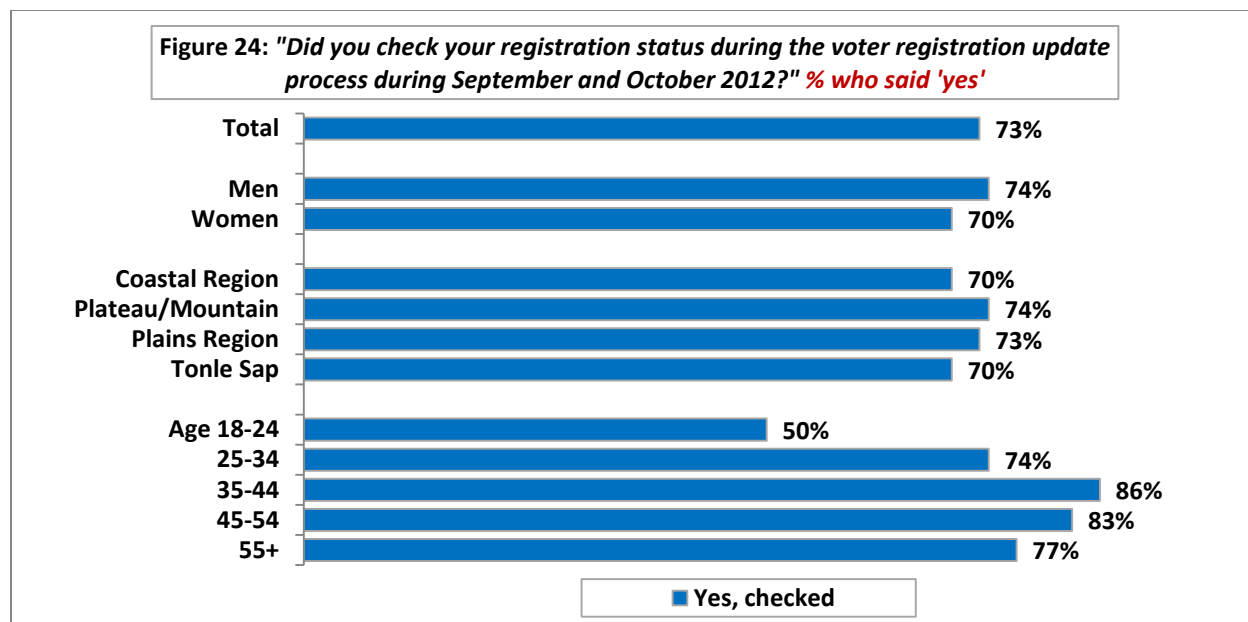 Figure 24: "Did you check your registration status during the voter registration update
process during September and October 2012?" % who said 'yes'
Total 73%
Men 74%
Women 70%
Coastal Region 70%
Plateau/Mountain 74%
Plains Region 73%
Tonle Sap 70%
Age 18-24 50%
25-34 74%
35-44 86%
45-54 83%
55+ 77%
Yes, checked